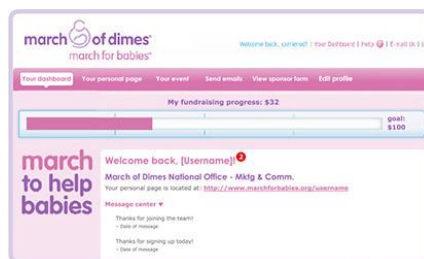 march of dimes®
march for babies®
Welcome back, | Your Dashboard | Help | E-mail Us |
Your dashboard Your personal page Your event Send emails View sponsor form Edit profile
My fundraising progress: $32
goal:
$100
march
to help
babies
Welcome back, [Username]! 2
March of Dimes National Office - Mktg & Comm.
Your personal page is located at: http://www.marchforbabies.org/username
Message center ▼
Thanks for joining the team!
- Date of message
Thanks for signing up today!
- Date of message